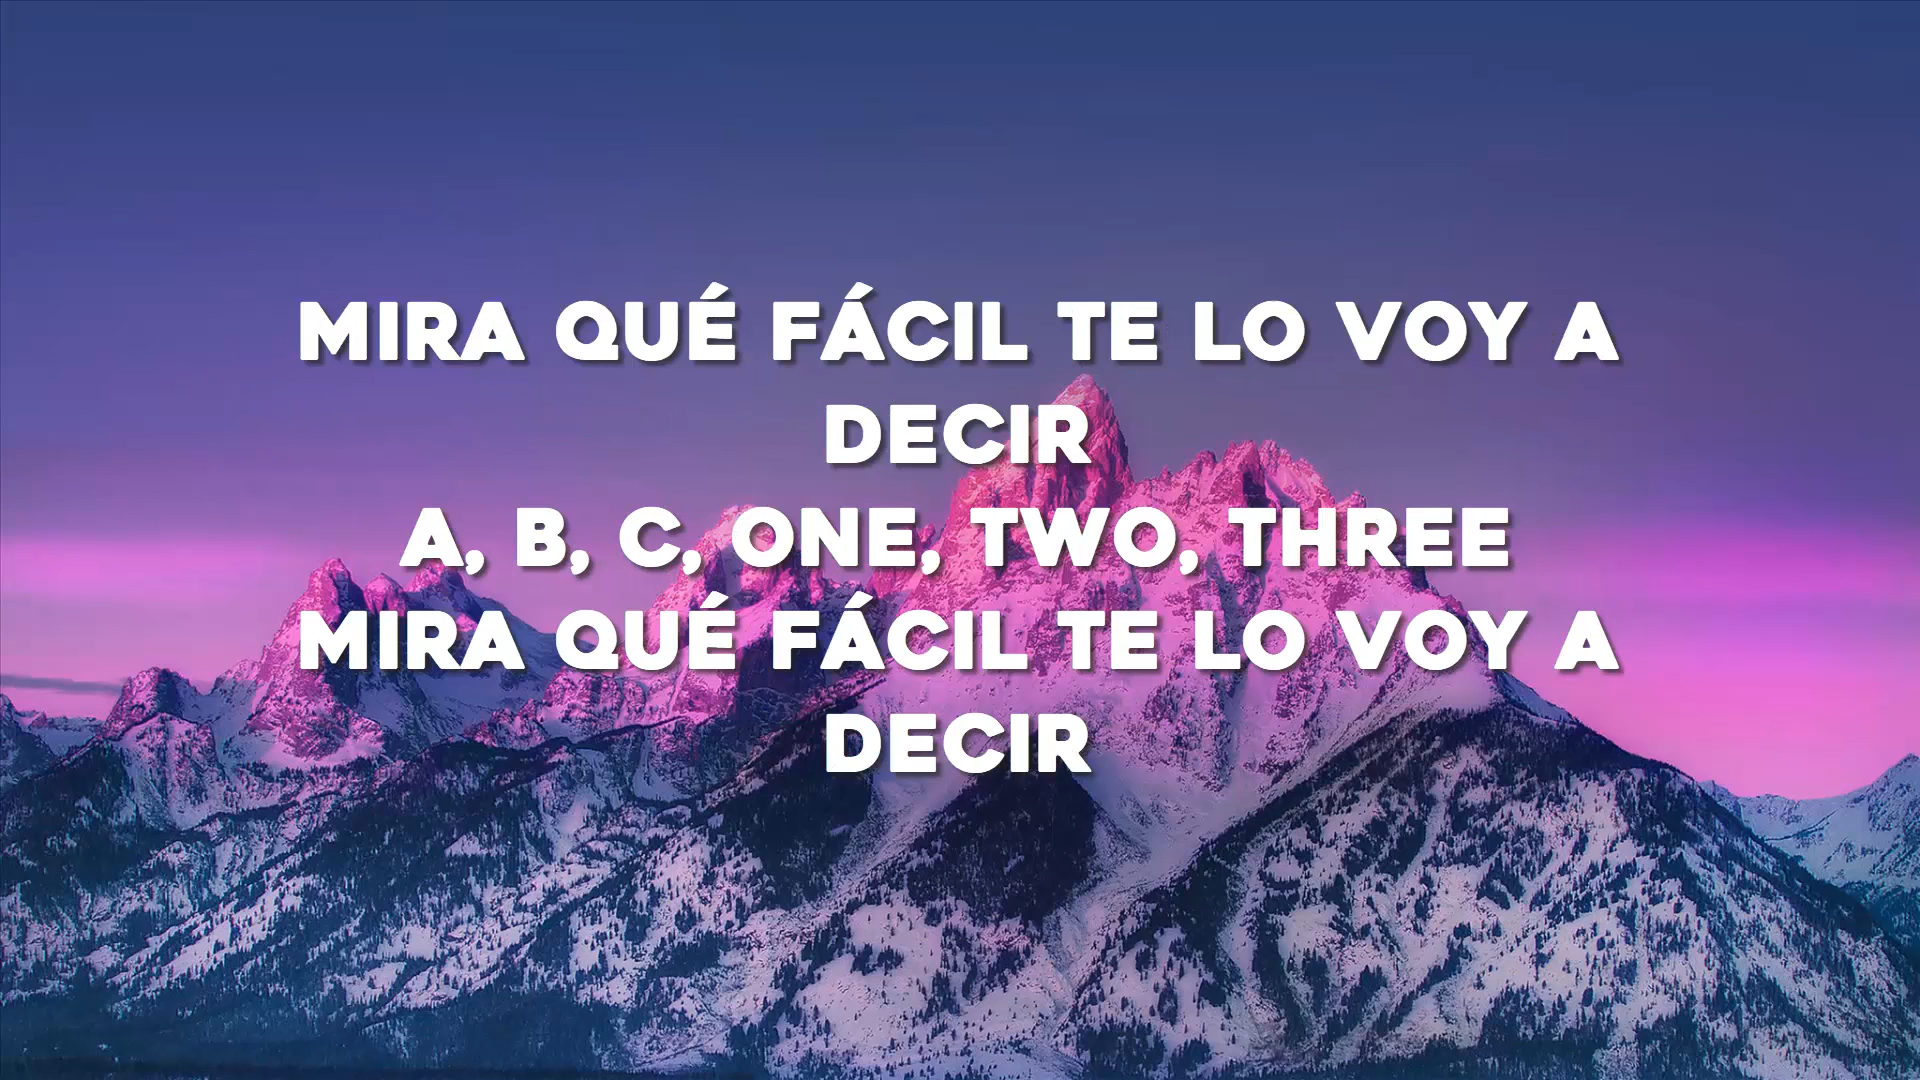 MIRA QUÉ FÁCIL TE LO VOY A
DECIR
A, B, C, ONE, TWO, THREE
MIRA QUÉ FÁCIL TE LO VOY A
DECIR